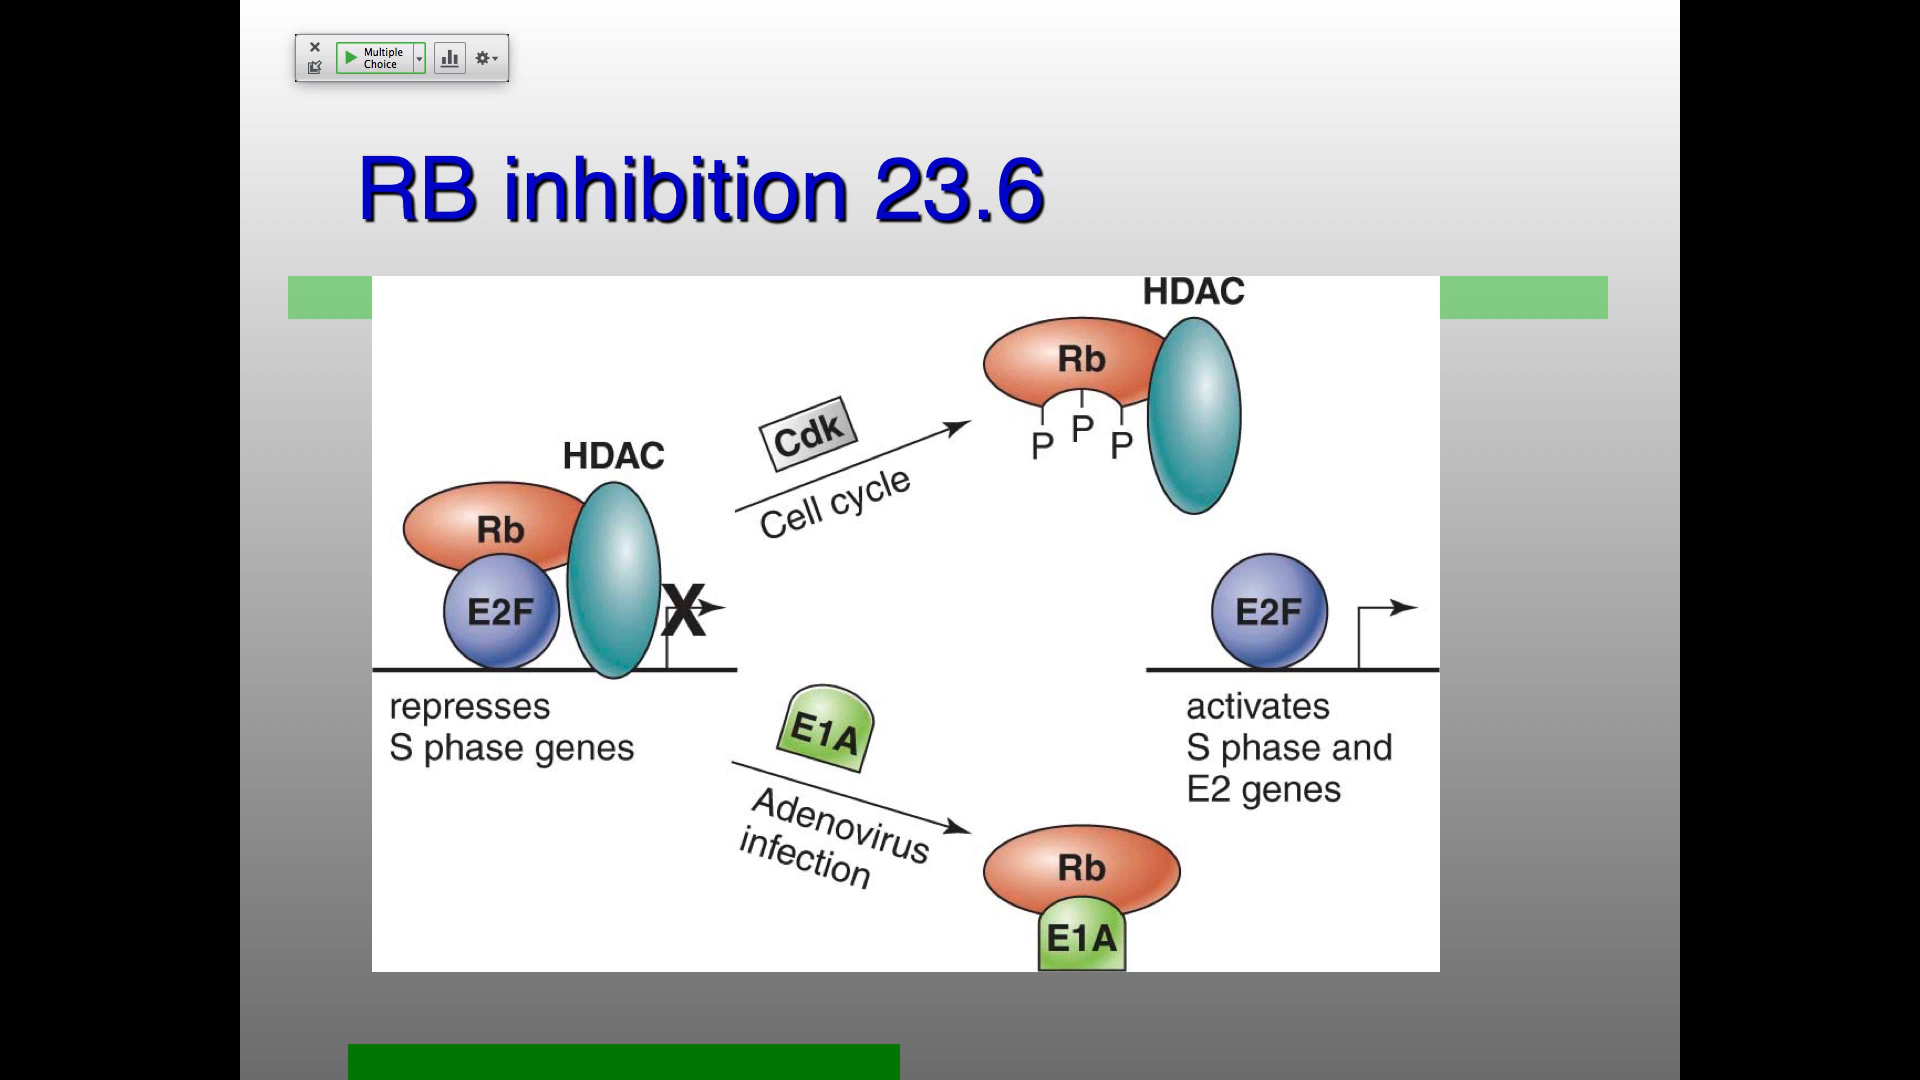 Multiple
Choice
RB inhibition 23.6
HDAC
Rb
P
P
P
Cdk
Cell cycle
HDAC
Rb
E2F
X
E2F
represses
S phase genes
activates
S phase and
E2 genes
E1A
Adenovirus
infection
Rb
E1A